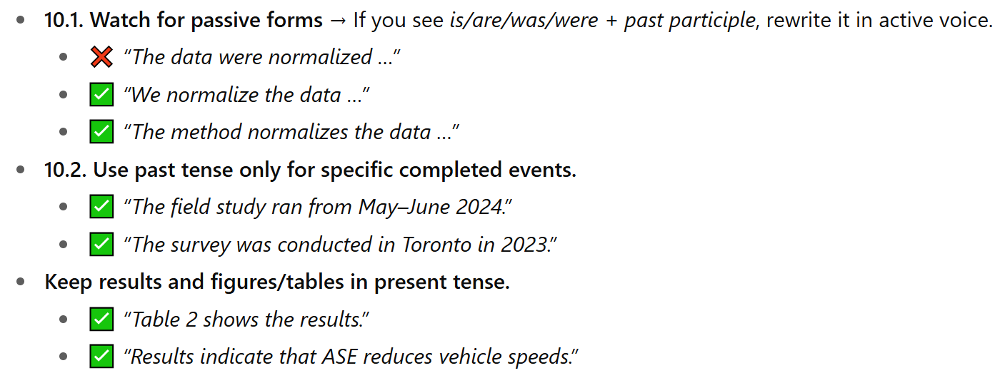 10.1. Watch for passive forms → If you see is/are/was/were + past participle, rewrite it in active voice.
❌ “The data were normalized …”
✅ “We normalize the data …”
✅ “The method normalizes the data …”
10.2. Use past tense only for specific completed events.
✅ “The field study ran from May–June 2024.”
✅ “The survey was conducted in Toronto in 2023.”
Keep results and figures/tables in present tense.
✅ “Table 2 shows the results.”
✅ “Results indicate that ASE reduces vehicle speeds.”